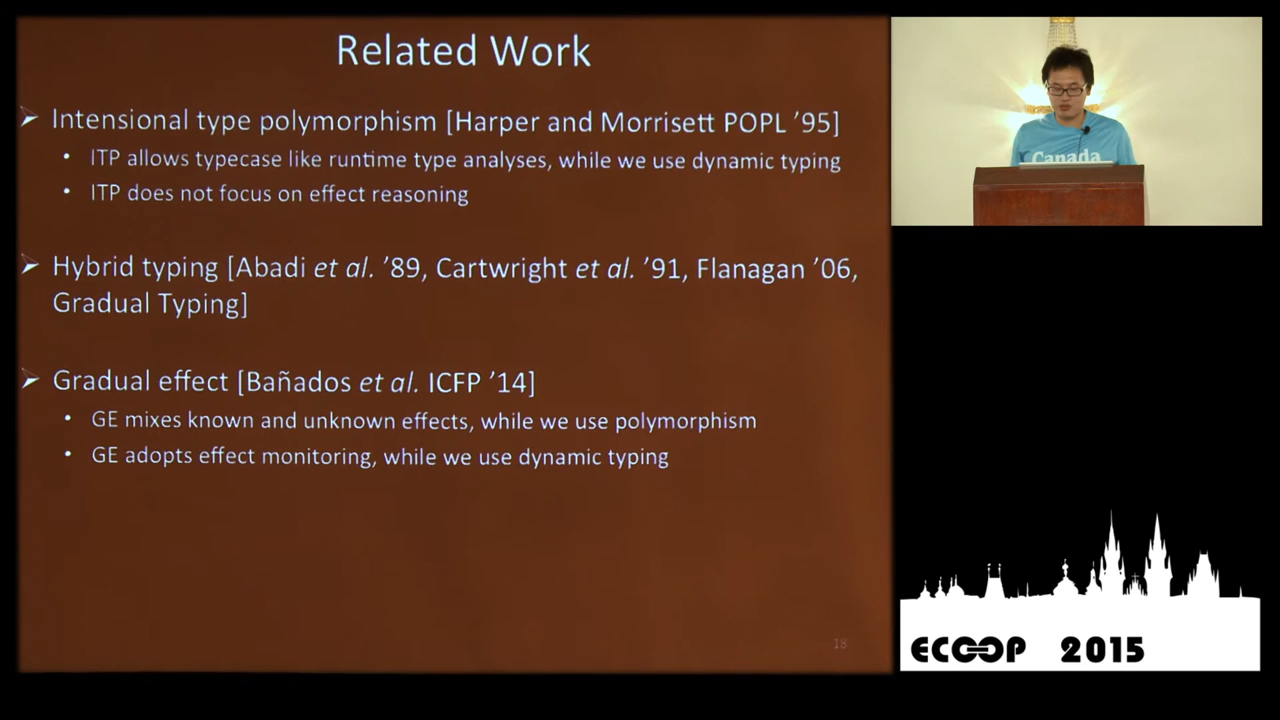 Related Work
Intensional type polymorphism [Harper and Morrisett POPL ’95]
• ITP allows typecase like runtime type analyses, while we use dynamic typing
• ITP does not focus on effect reasoning
Hybrid typing [Abadi et al. ’89, Cartwright et al. ’91, Flanagan ’06,
Gradual Typing]
Gradual effect [Bañados et al. ICFP ’14]
• GE mixes known and unknown effects, while we use polymorphism
• GE adopts effect monitoring, while we use dynamic typing
18
Canada
ECOOP 2015